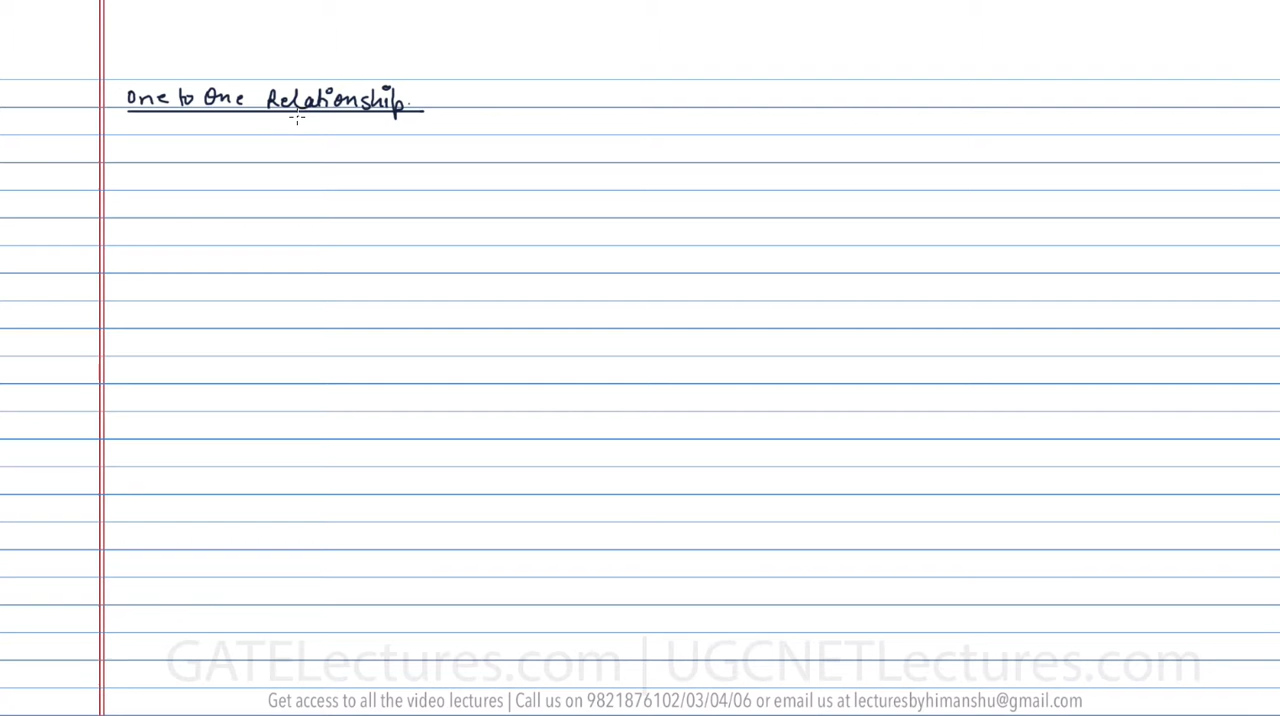 One to One Relationship.
GATELectures.com | UGCNETLectures.com
Get access to all the video lectures | Call us on 9821876102/03/04/06 or email us at lecturesbyhimanshu@gmail.com